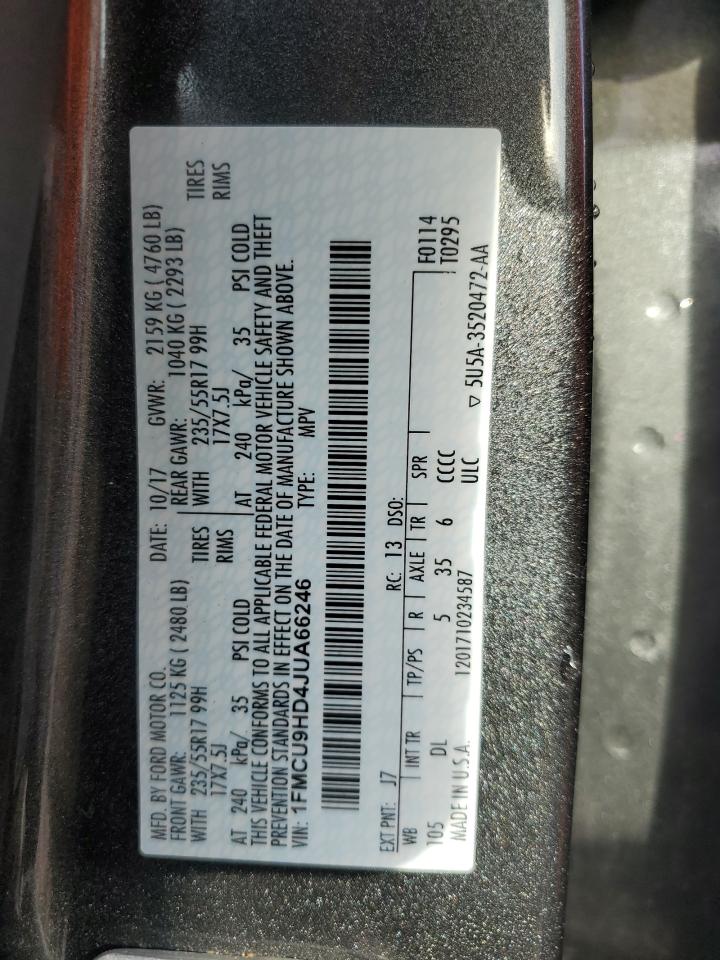 MFD. BY FORD MOTOR CO. DATE: 10/17 GVWR: 2159 KG ( 4760 LB)
FRONT GAWR: 1125 KG ( 2480 LB) REAR GAWR: 1040 KG ( 2293 LB)
WITH 235/55R17 99H TIRES WITH 235/55R17 99H TIRES
17X7.5J RIMS 17X7.5J RIMS
AT 240 kPa/ 35 PSI COLD AT 240 kPa/ 35 PSI COLD
THIS VEHICLE CONFORMS TO ALL APPLICABLE FEDERAL MOTOR VEHICLE SAFETY AND THEFT
PREVENTION STANDARDS IN EFFECT ON THE DATE OF MANUFACTURE SHOWN ABOVE.
VIN: 1FMCU9HD4JUA66246 TYPE: MPV
EXT PNT: J7 RC: 13 DSO:
WB INT TR TP/PS R AXLE TR SPR F0114
105 DL 5 35 6 CCCC T0295
MADE IN U.S.A. 1201710234587 ULC ▽ 5U5A-3520472-AA